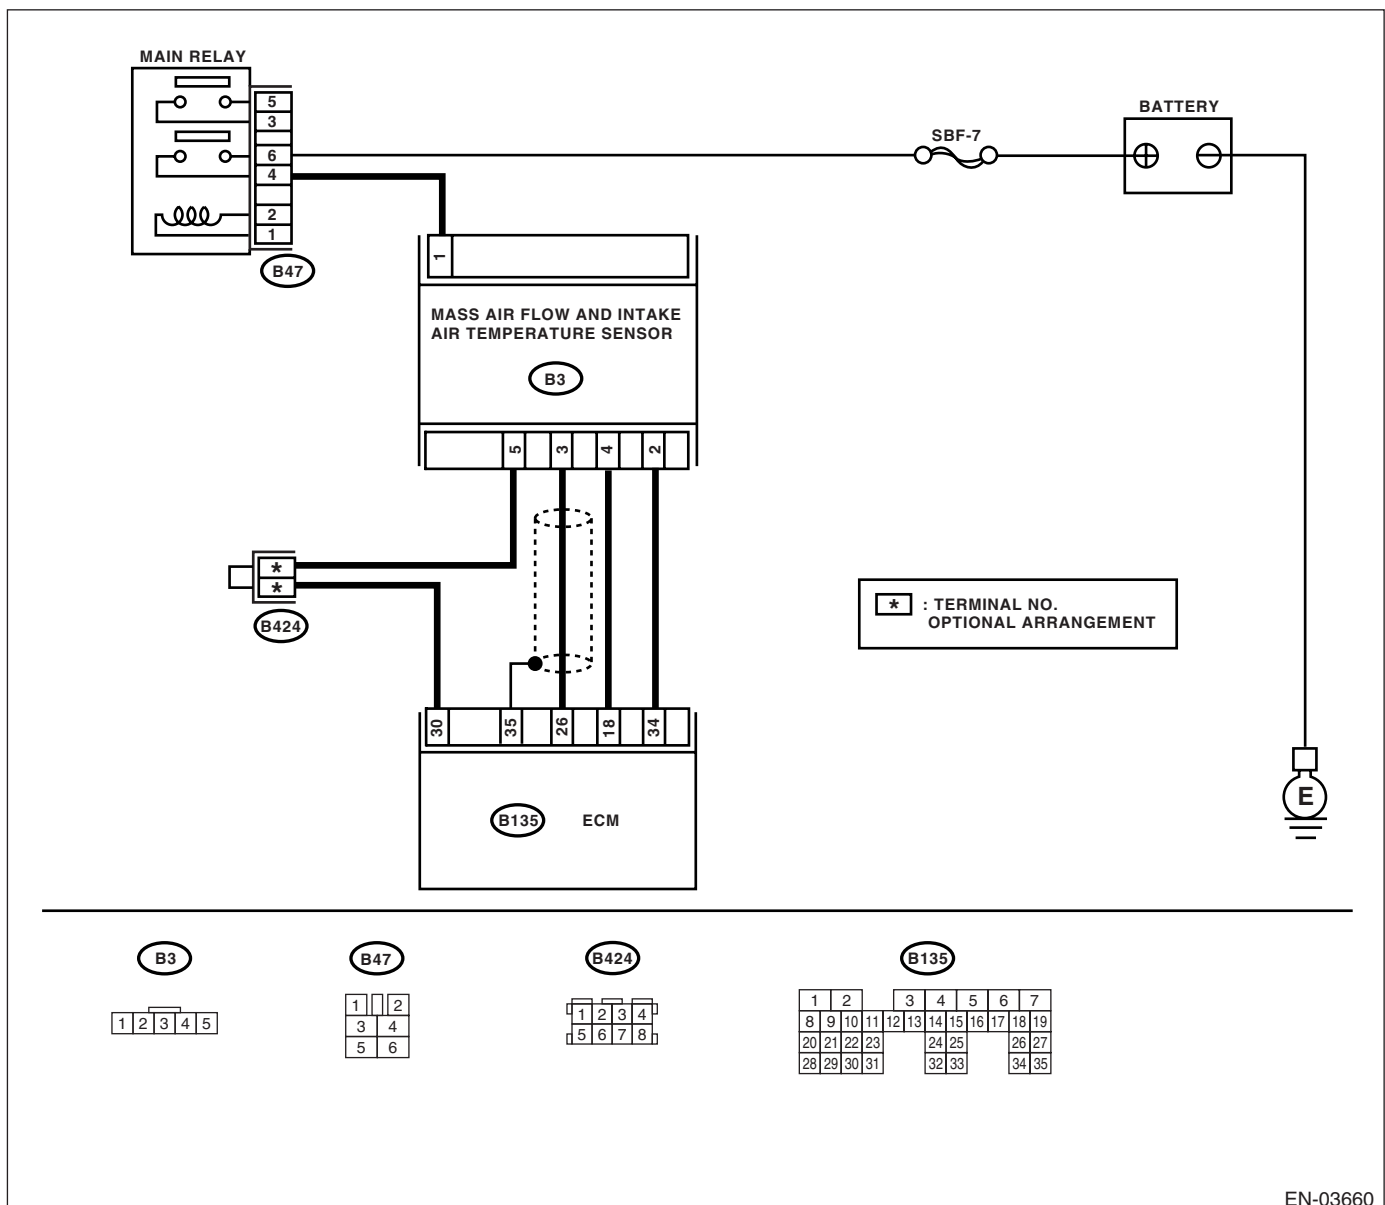 MAIN RELAY
5
3
6
4
2
1
B47
SBF-7
BATTERY
1
MASS AIR FLOW AND INTAKE
AIR TEMPERATURE SENSOR
B3
5 3 4 2
*
*
B424
* : TERMINAL NO.
OPTIONAL ARRANGEMENT
30 35 26 18 34
B135 ECM
E
B3
1 2 3 4 5
B47
1 2
3 4
5 6
B424
1 2 3 4
5 6 7 8
B135
1 2 3 4 5 6 7
8 9 10 11 12 13 14 15 16 17 18 19
20 21 22 23 24 25 26 27
28 29 30 31 32 33 34 35
EN-03660